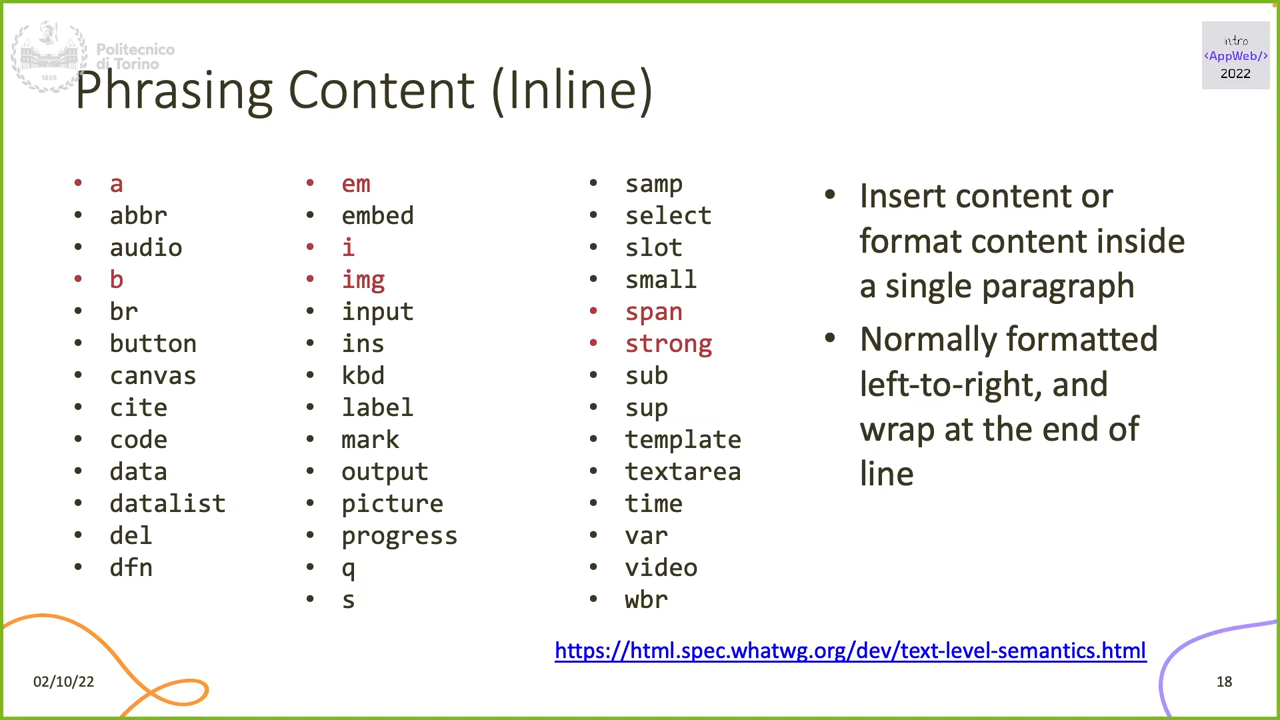 Politecnico
di Torino
1859
intro
<AppWeb/>
2022
Phrasing Content (Inline)
• a
• abbr
• audio
• b
• br
• button
• canvas
• cite
• code
• data
• datalist
• del
• dfn
• em
• embed
• i
• img
• input
• ins
• kbd
• label
• mark
• output
• picture
• progress
• q
• s
• samp
• select
• slot
• small
• span
• strong
• sub
• sup
• template
• textarea
• time
• var
• video
• wbr
• Insert content or
format content inside
a single paragraph
• Normally formatted
left-to-right, and
wrap at the end of
line
https://html.spec.whatwg.org/dev/text-level-semantics.html
02/10/22
18